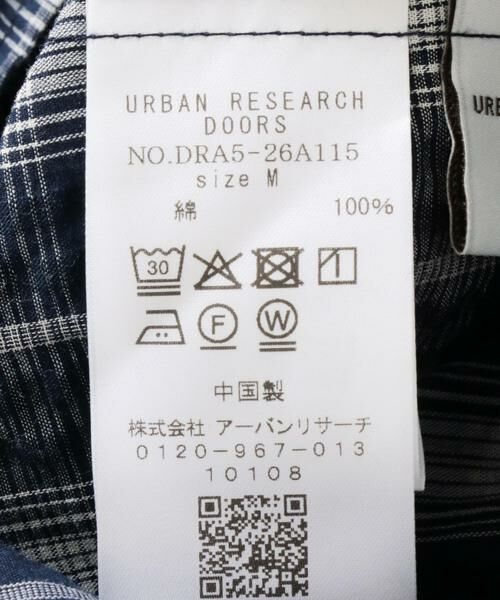 URBAN RESEARCH
DOORS
NO.DRA5-26A115
size M
綿 100%
30
F
W
中国製
株式会社 アーバンリサーチ
0120-967-013
10108